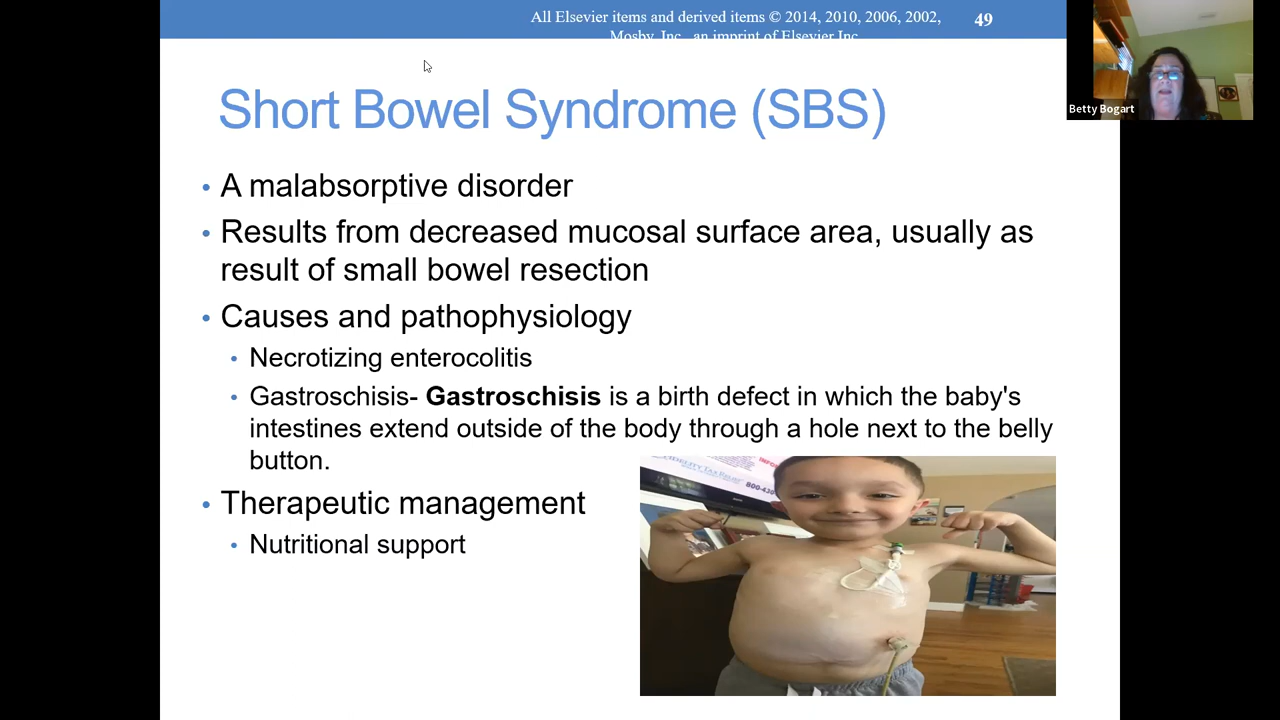 All Elsevier items and derived items © 2014, 2010, 2006, 2002,
Mosby, Inc., an imprint of Elsevier Inc.
49
Betty Bogart
Short Bowel Syndrome (SBS)
• A malabsorptive disorder
• Results from decreased mucosal surface area, usually as
result of small bowel resection
• Causes and pathophysiology
• Necrotizing enterocolitis
• Gastroschisis- Gastroschisis is a birth defect in which the baby's
intestines extend outside of the body through a hole next to the belly
button.
• Therapeutic management
• Nutritional support